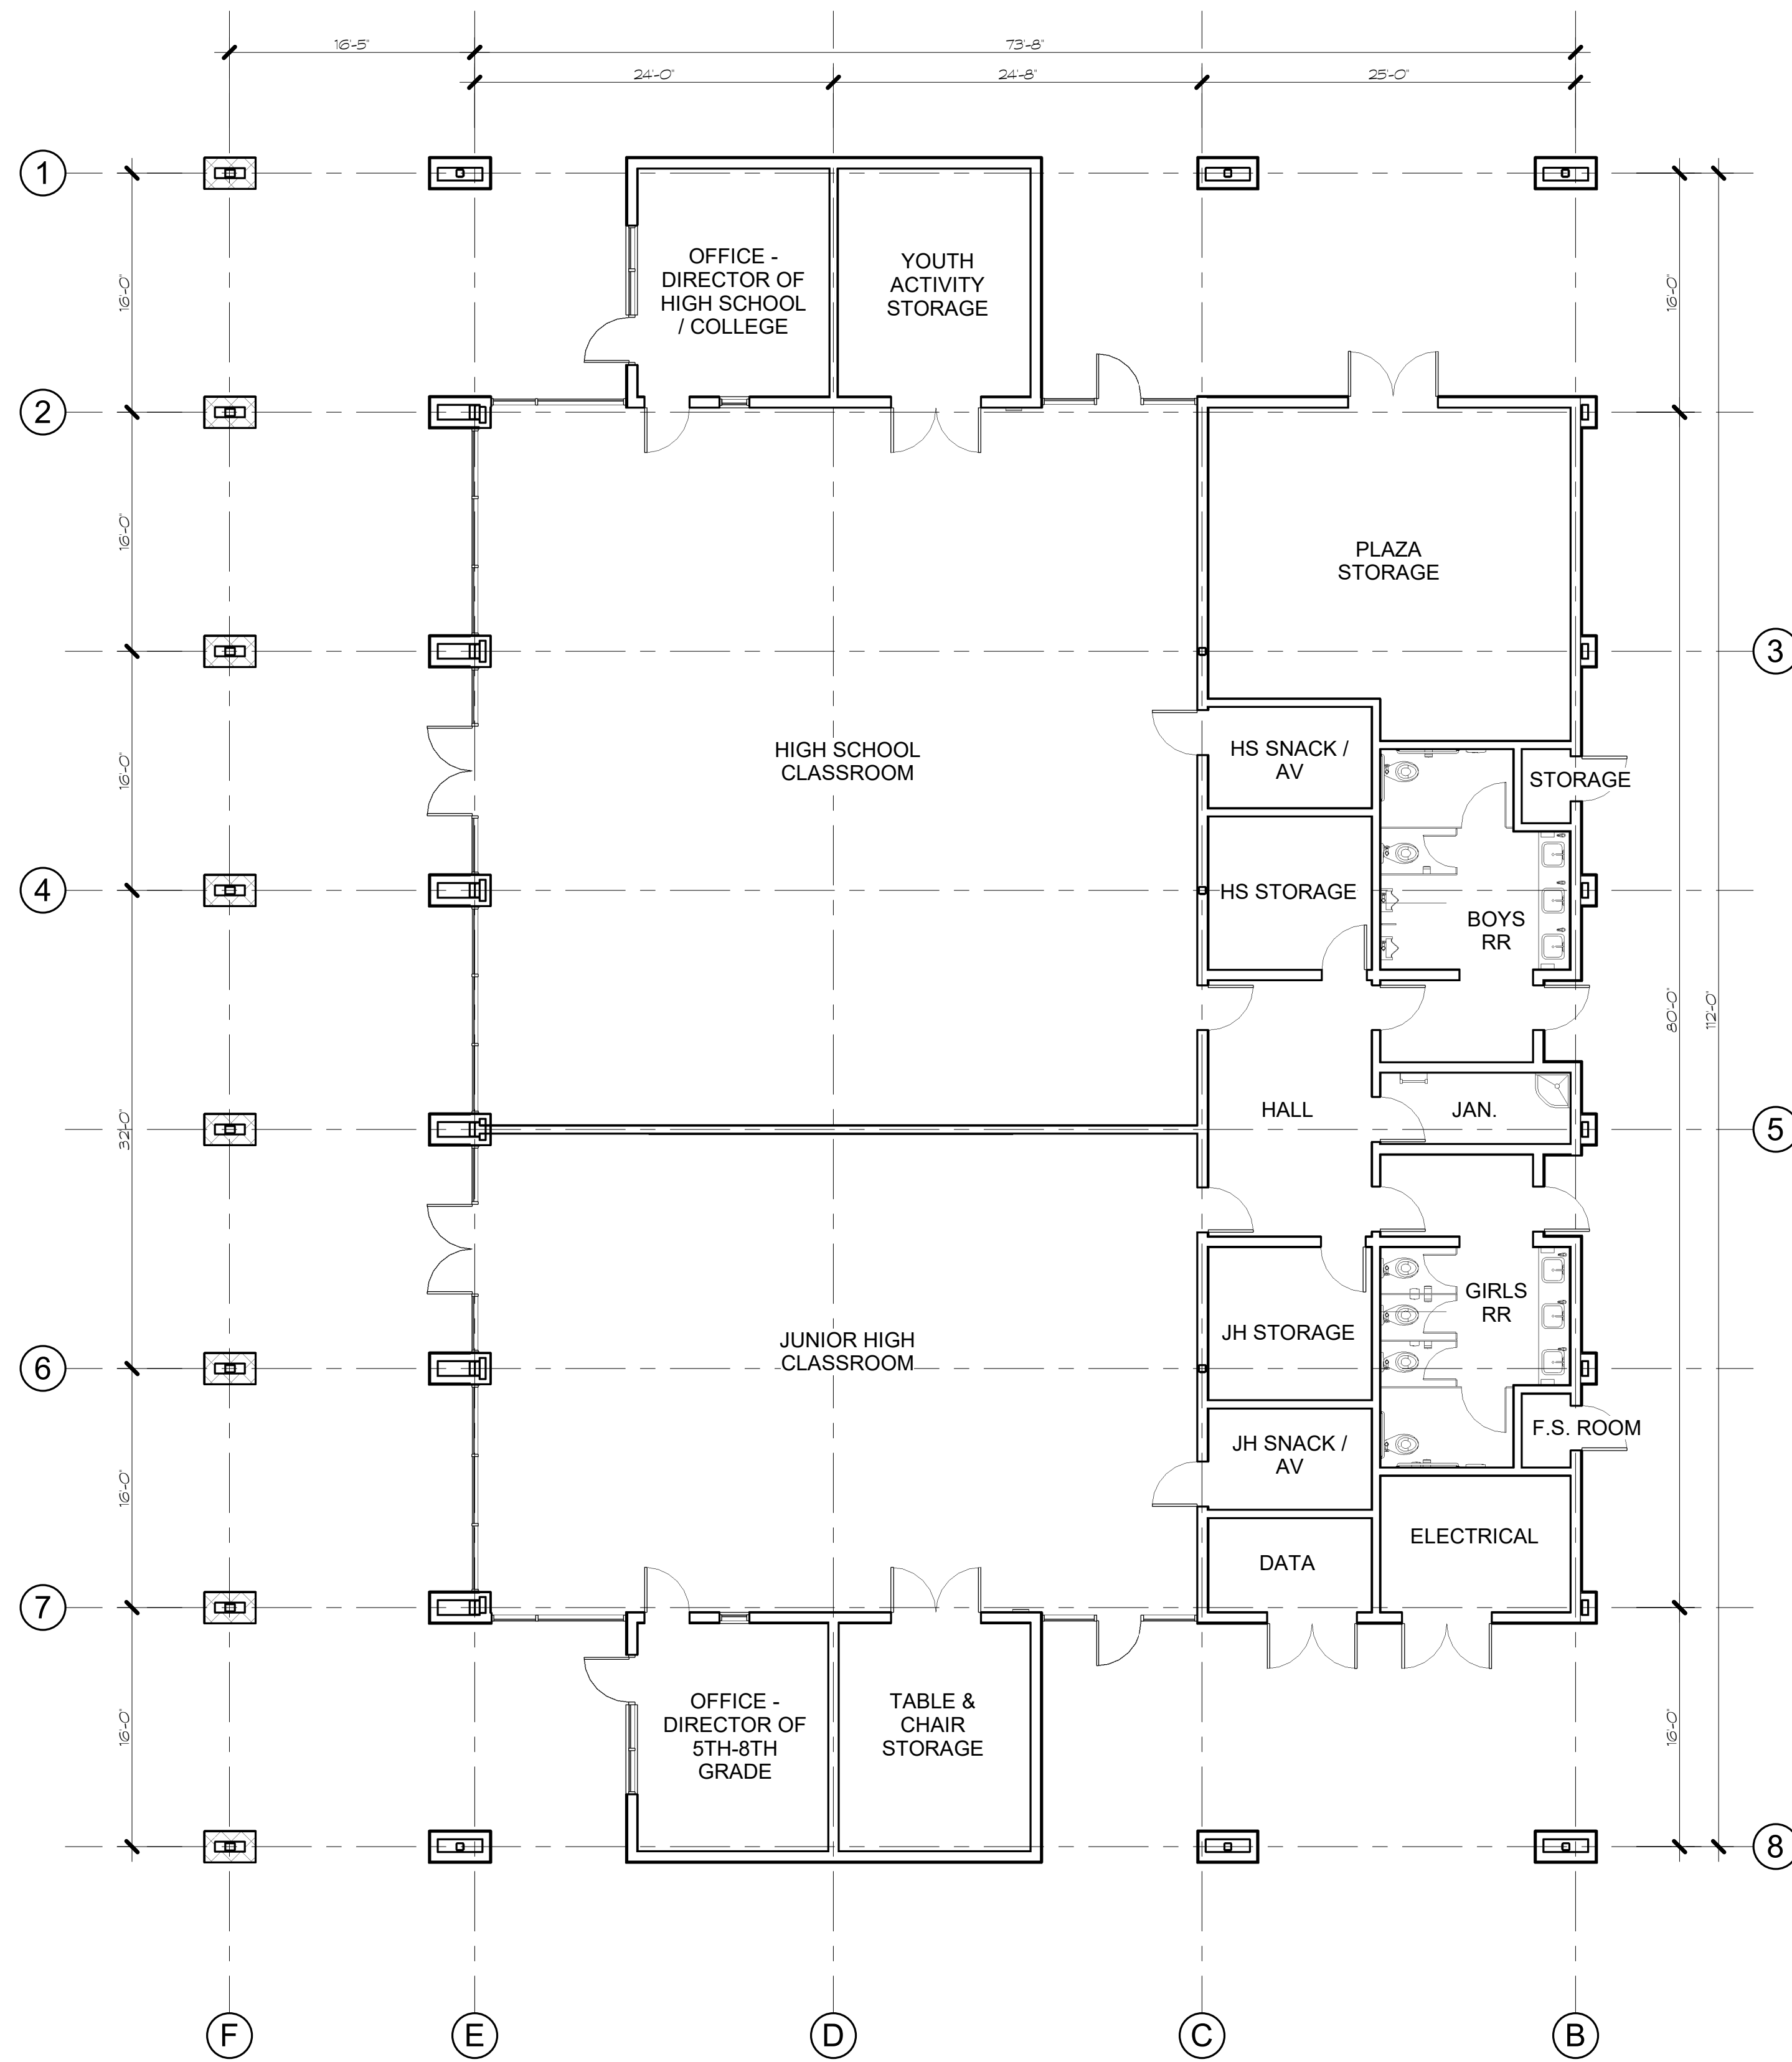 16'-5"
73'-8"
24'-0"
24'-8"
25'-0"
1
16'-0"
16'-0"
OFFICE -
DIRECTOR OF
HIGH SCHOOL
/ COLLEGE
YOUTH
ACTIVITY
STORAGE
2
16'-0"
PLAZA
STORAGE
3
16'-0"
HIGH SCHOOL
CLASSROOM
HS SNACK /
AV
STORAGE
4
HS STORAGE
BOYS
RR
80'-0"
112'-0"
32'-0"
HALL
JAN.
5
GIRLS
RR
JUNIOR HIGH
CLASSROOM
JH STORAGE
6
F.S. ROOM
JH SNACK /
AV
16'-0"
ELECTRICAL
DATA
7
16'-0"
16'-0"
OFFICE -
DIRECTOR OF
5TH-8TH
GRADE
TABLE &
CHAIR
STORAGE
8
F
E
D
C
B